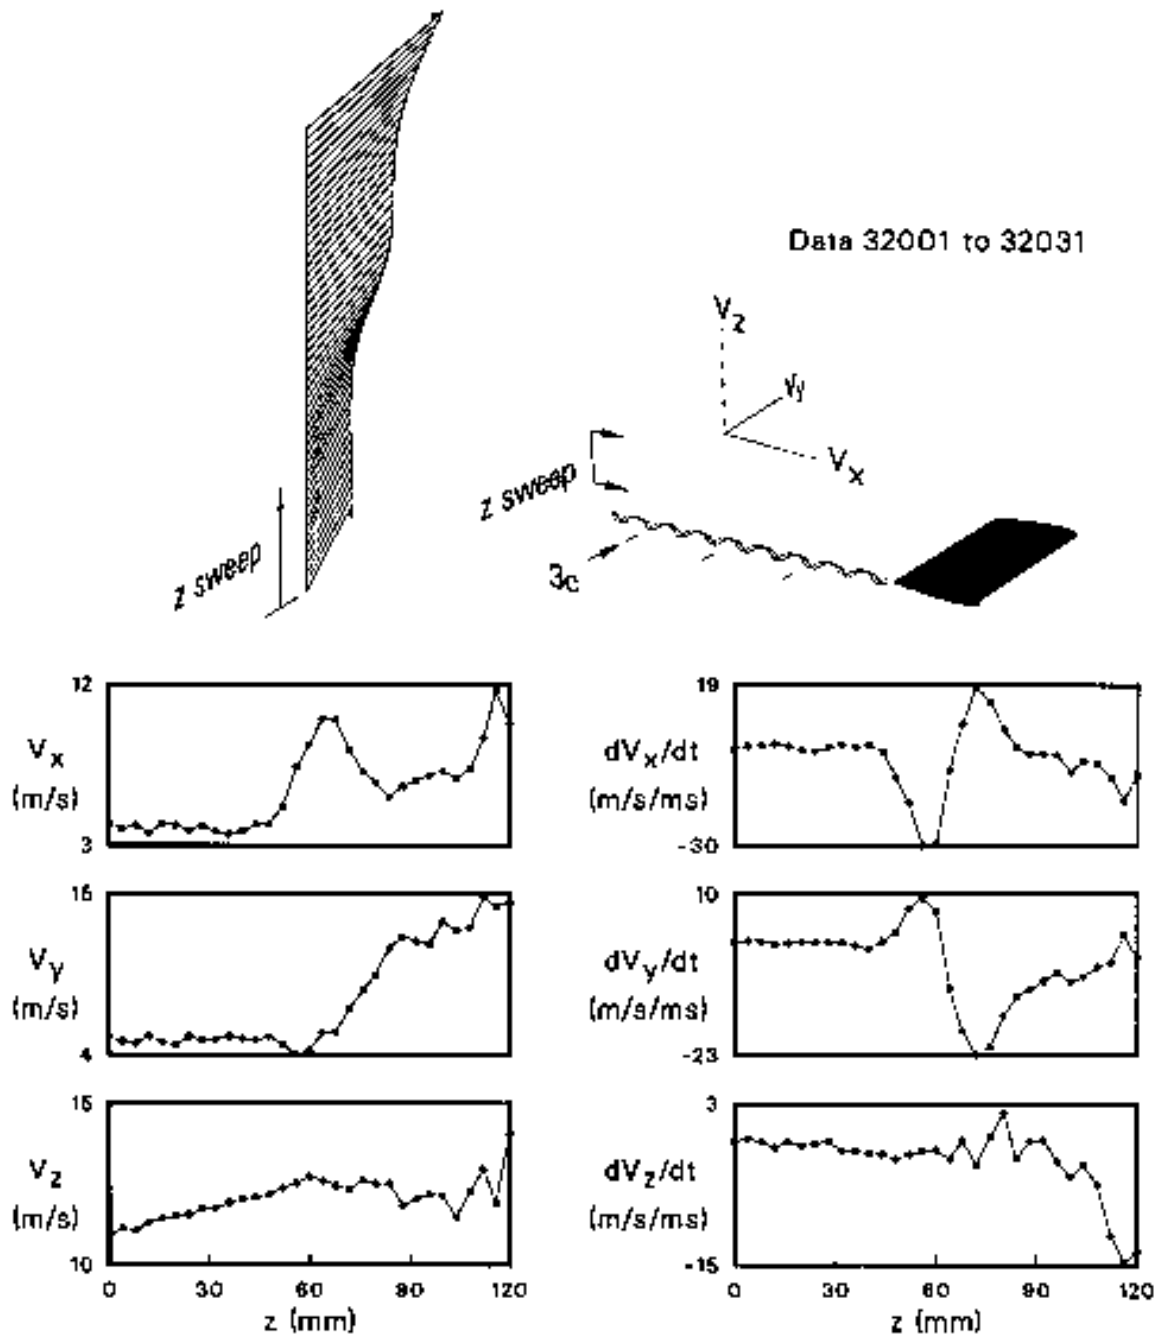 Data 32001 to 32031
Vz
Vy
Vx
z sweep
3c
z sweep
12
Vx
(m/s)
3
19
dVx/dt
(m/s/ms)
-30
15
Vy
(m/s)
4
10
dVy/dt
(m/s/ms)
-23
15
Vz
(m/s)
10
0 30 60 90 120
z (mm)
3
dVz/dt
(m/s/ms)
-15
0 30 60 90 120
z (mm)